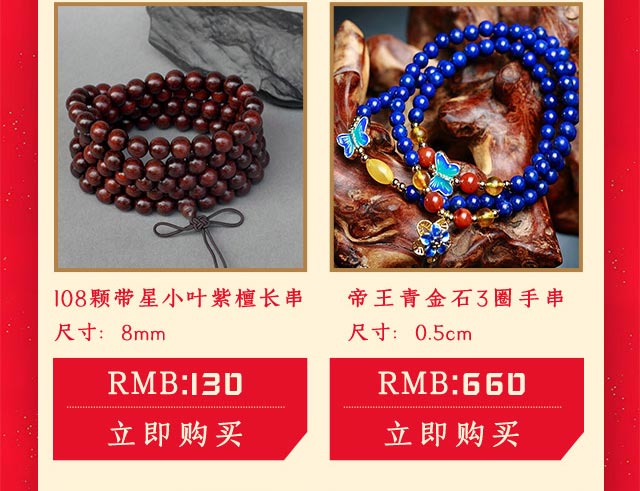 108颗带星小叶紫檀长串
尺寸: 8mm
RMB:130
立即购买
帝王青金石3圈手串
尺寸: 0.5cm
RMB:660
立即购买